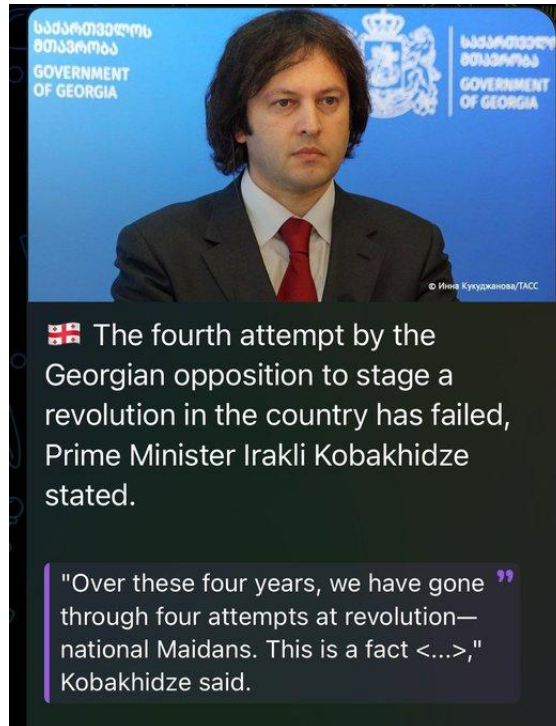 ᲡᲐᲥᲐᲠᲗᲕᲔᲚᲝᲡ
ᲛᲗᲐᲕᲠᲝᲑᲐ
GOVERNMENT
OF GEORGIA
ᲡᲐᲥᲐᲠᲗᲕᲔᲚᲝᲡ
ᲛᲗᲐᲕᲠᲝᲑᲐ
GOVERNMENT
OF GEORGIA
© Инна Кукуджанова/ТАСС
🇬🇪 The fourth attempt by the
Georgian opposition to stage a
revolution in the country has failed,
Prime Minister Irakli Kobakhidze
stated.
"Over these four years, we have gone
through four attempts at revolution—
national Maidans. This is a fact <...>,"
Kobakhidze said.